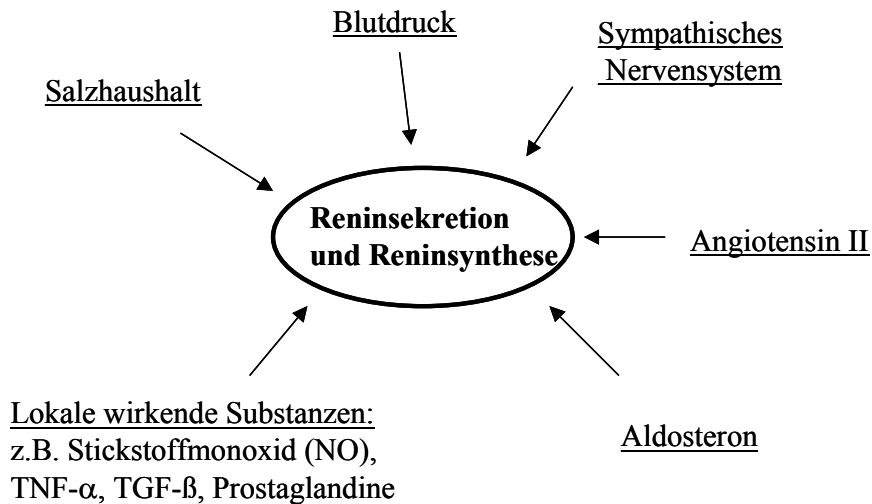 Blutdruck
Sympathisches
Nervensystem
Salzhaushalt
Reninsekretion
und Reninsynthese
Angiotensin II
Lokale wirkende Substanzen:
z.B. Stickstoffmonoxid (NO),
TNF-α, TGF-ß, Prostaglandine
Aldosteron